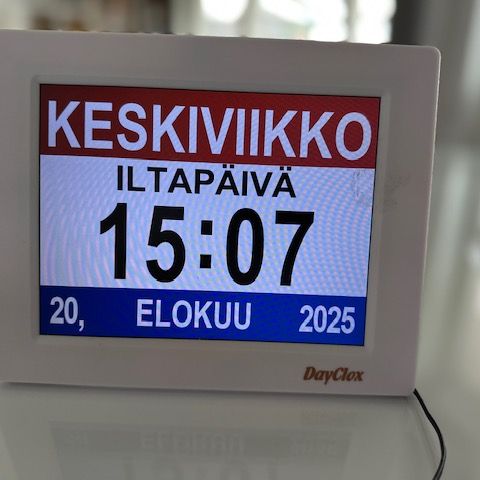 KESKIVIIKKO
ILTAPÄIVÄ
15:07
20, ELOKUU 2025
DayClox